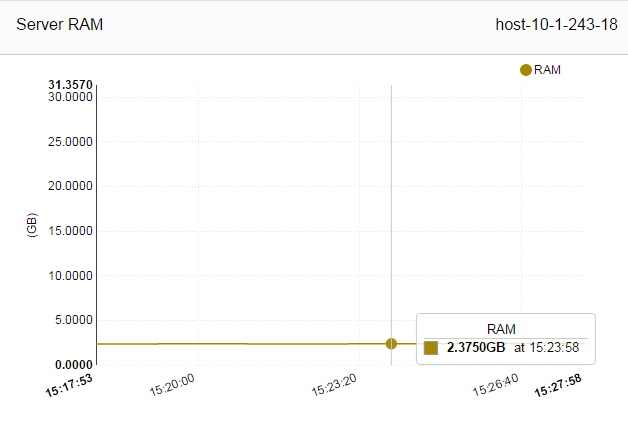 Server RAM
host-10-1-243-18
RAM
31.3570
30.0000
25.0000
20.0000
15.0000
10.0000
5.0000
0.0000
(GB)
RAM
2.3750GB at 15:23:58
15:17:53
15:20:00
15:23:20
15:26:40
15:27:58